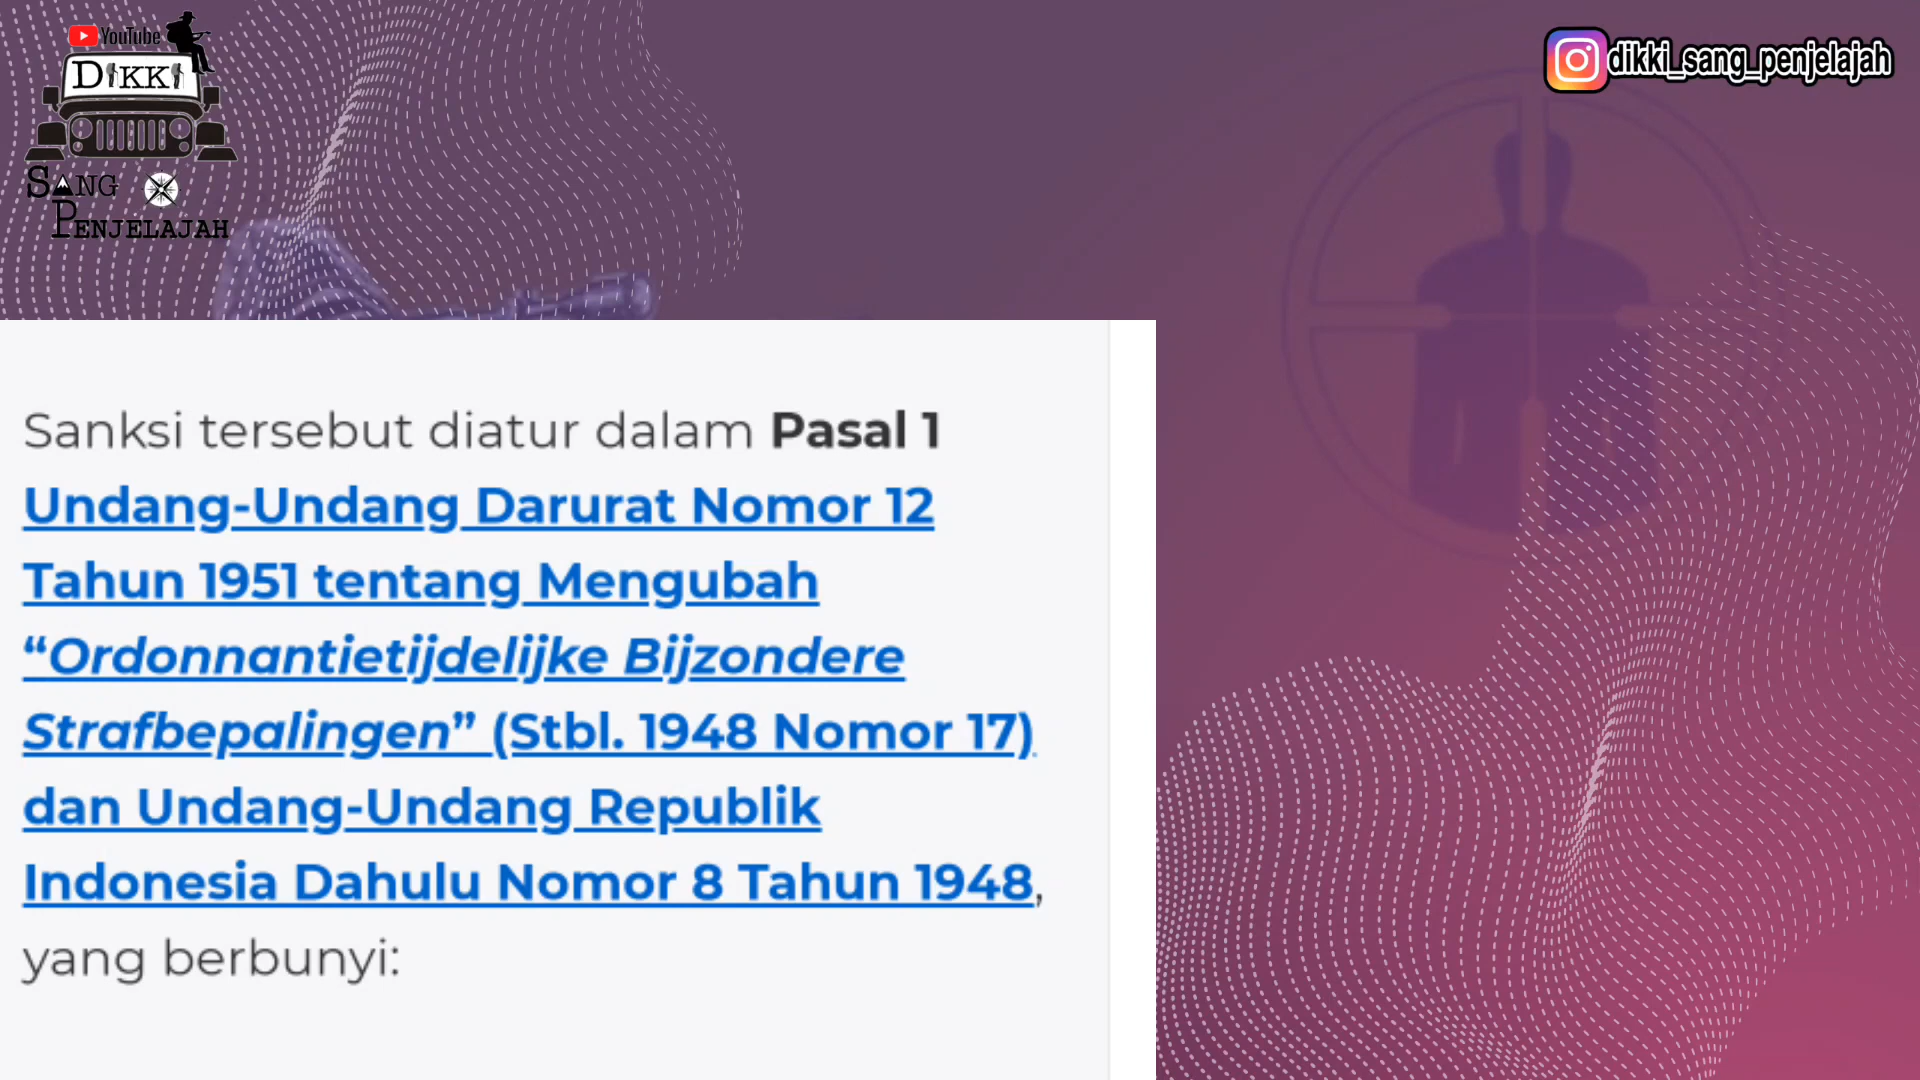 YouTube
DIKKI
SANG
PENJELAJAH
dikki_sang_penjelajah
Sanksi tersebut diatur dalam Pasal 1
Undang-Undang Darurat Nomor 12
Tahun 1951 tentang Mengubah
“Ordonnantietijdelijke Bijzondere
Strafbepalingen” (Stbl. 1948 Nomor 17)
dan Undang-Undang Republik
Indonesia Dahulu Nomor 8 Tahun 1948,
yang berbunyi: